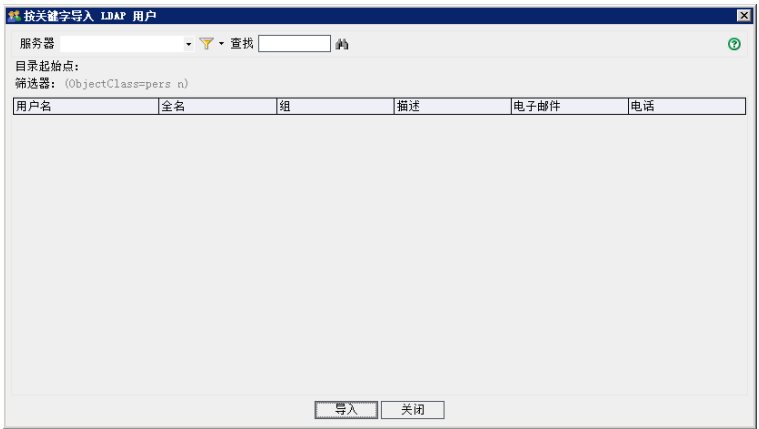 按关键字导入 LDAP 用户
服务器 查找
目录起始点:
筛选器: (ObjectClass=pers n)
用户名 全名 组 描述 电子邮件 电话
导入 关闭